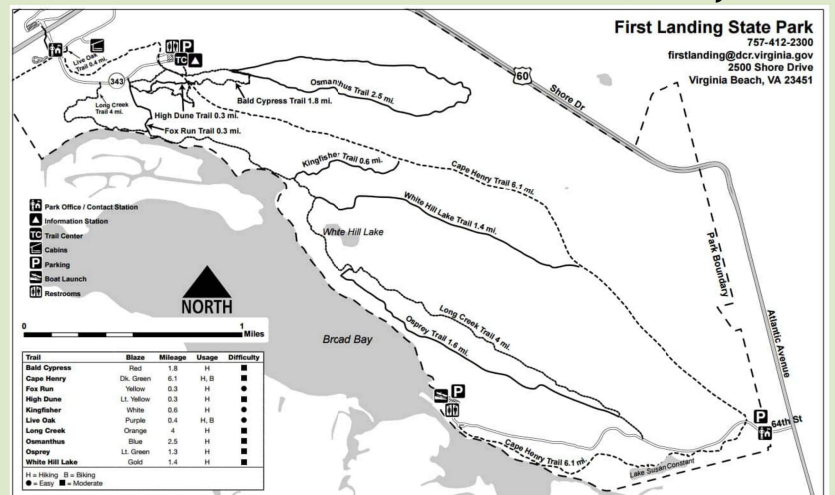 First Landing State Park
757-412-2300
firstlanding@dcr.virginia.gov
2500 Shore Drive
Virginia Beach, VA 23451
Live Oak
Trail 0.4 mi.
P
TC
343
60
Shore Dr
Osmanthus Trail 2.5 mi.
Bald Cypress Trail 1.8 mi.
Long Creek
Trail 4 mi.
High Dune Trail 0.3 mi.
Fox Run Trail 0.3 mi.
Kingfisher Trail 0.6 mi.
Cape Henry Trail 6.1 mi.
White Hill Lake Trail 1.4 mi.
White Hill Lake
Park Boundary
Atlantic Avenue
Park Office / Contact Station
Information Station
TC Trail Center
Cabins
P Parking
Boat Launch
Restrooms
NORTH
0 1
Miles
Broad Bay
Long Creek Trail 4 mi.
Osprey Trail 1.6 mi.
P
P
64th St
Cape Henry Trail 6.1 mi.
Lake Susan Constant
Trail Blaze Mileage Usage Difficulty
Bald Cypress Red 1.8 H
Cape Henry Dk. Green 6.1 H, B
Fox Run Yellow 0.3 H
High Dune Lt. Yellow 0.3 H
Kingfisher White 0.6 H
Live Oak Purple 0.4 H, B
Long Creek Orange 4 H
Osmanthus Blue 2.5 H
Osprey Lt. Green 1.3 H
White Hill Lake Gold 1.4 H
H = Hiking B = Biking
● = Easy ■ = Moderate